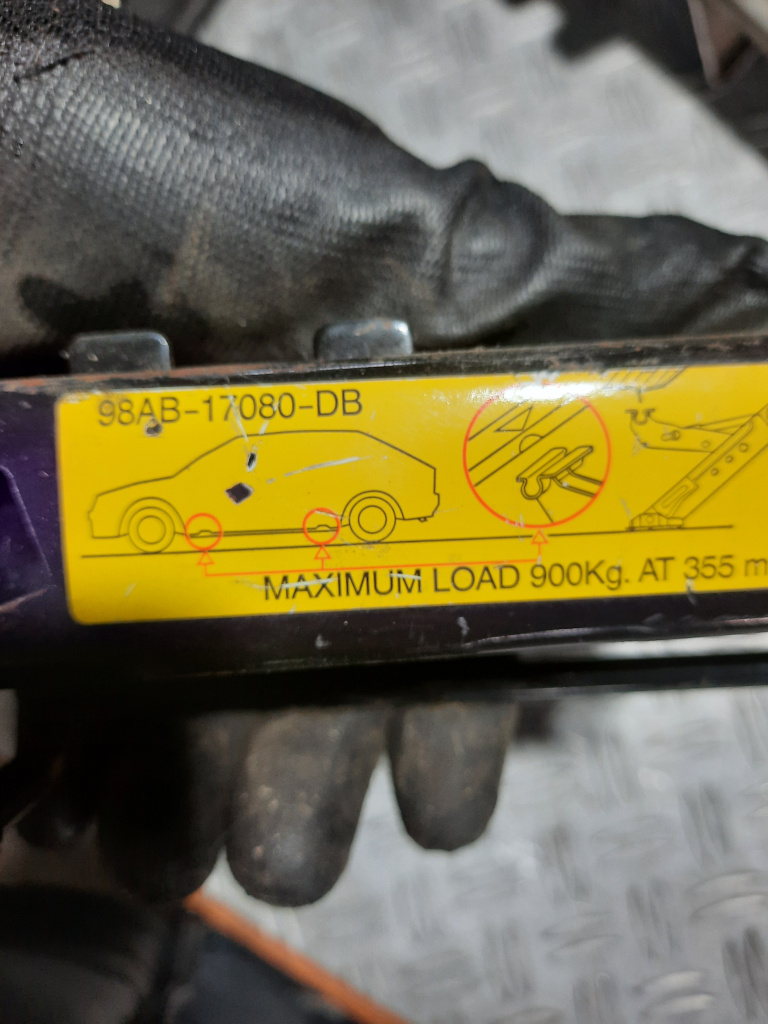 98AB-17080-DB
MAXIMUM LOAD 900Kg. AT 355 m